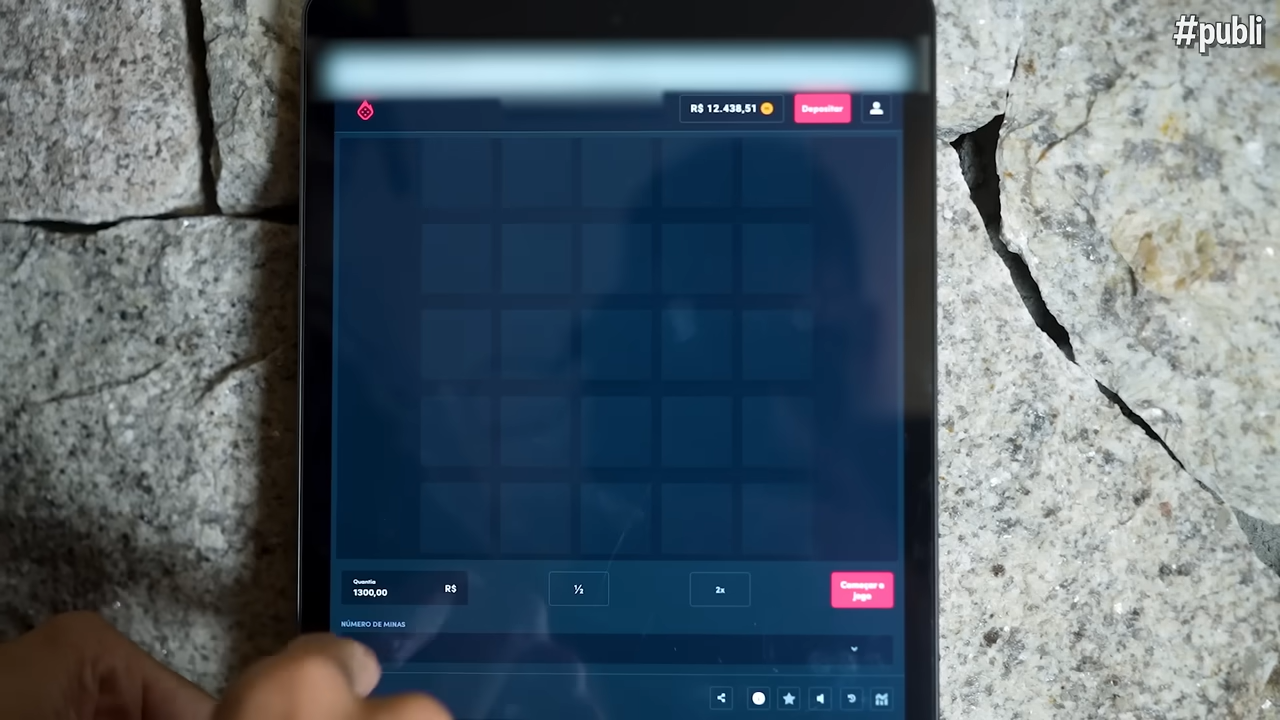 #publi
R$ 12.438,51
Depositar
Quantia
1300,00
R$
½
2x
Começar o
jogo
NÚMERO DE MINAS